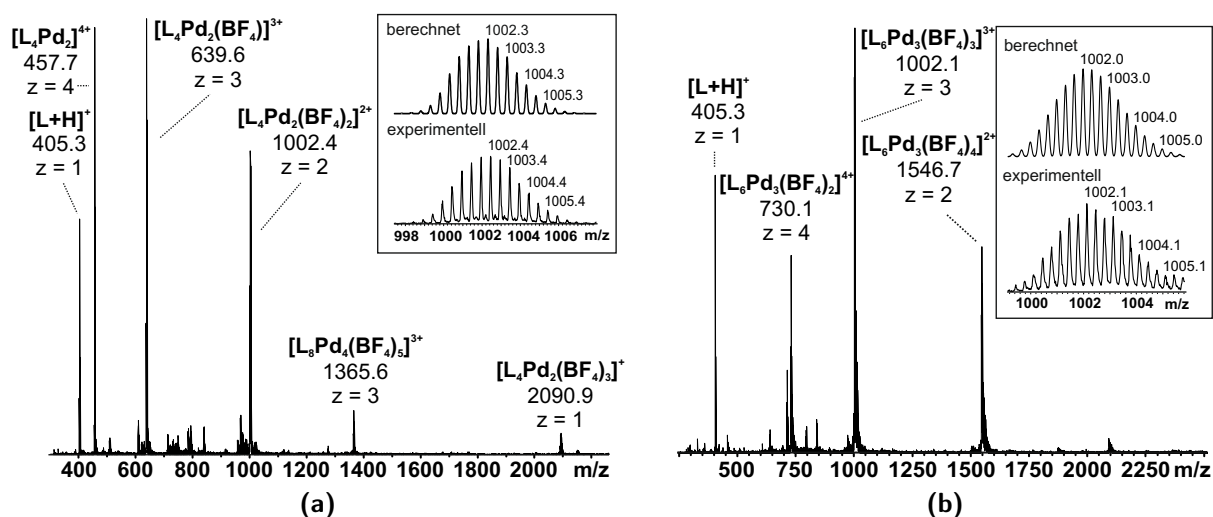 [L₄Pd₂]⁴⁺
457.7
z = 4
[L+H]⁺
405.3
z = 1
[L₄Pd₂(BF₄)]³⁺
639.6
z = 3
[L₄Pd₂(BF₄)₂]²⁺
1002.4
z = 2
[L₈Pd₄(BF₄)₅]³⁺
1365.6
z = 3
[L₄Pd₂(BF₄)₃]⁺
2090.9
z = 1
berechnet
1002.3
1003.3
1004.3
1005.3
experimentell
1002.4
1003.4
1004.4
1005.4
998 1000 1002 1004 1006 m/z
400 800 1200 1600 2000 m/z
(a)
[L+H]⁺
405.3
z = 1
[L₆Pd₃(BF₄)₂]⁴⁺
730.1
z = 4
[L₆Pd₃(BF₄)₃]³⁺
1002.1
z = 3
[L₆Pd₃(BF₄)₄]²⁺
1546.7
z = 2
berechnet
1002.0
1003.0
1004.0
1005.0
experimentell
1002.1
1003.1
1004.1
1005.1
1000 1002 1004 m/z
500 750 1000 1250 1500 1750 2000 2250 m/z
(b)